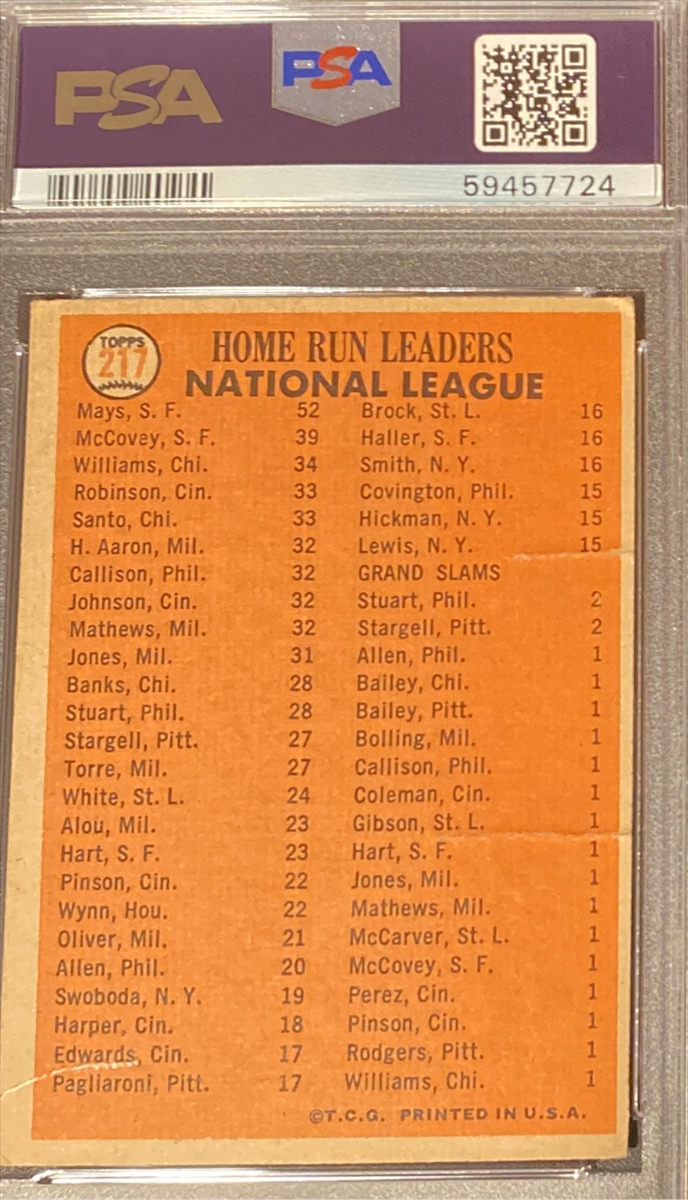 PSA
PSA
59457724
TOPPS
217
HOME RUN LEADERS
NATIONAL LEAGUE
Mays, S. F. 52
McCovey, S. F. 39
Williams, Chi. 34
Robinson, Cin. 33
Santo, Chi. 33
H. Aaron, Mil. 32
Callison, Phil. 32
Johnson, Cin. 32
Mathews, Mil. 32
Jones, Mil. 31
Banks, Chi. 28
Stuart, Phil. 28
Stargell, Pitt. 27
Torre, Mil. 27
White, St. L. 24
Alou, Mil. 23
Hart, S. F. 23
Pinson, Cin. 22
Wynn, Hou. 22
Oliver, Mil. 21
Allen, Phil. 20
Swoboda, N. Y. 19
Harper, Cin. 18
Edwards, Cin. 17
Pagliaroni, Pitt. 17
Brock, St. L. 16
Haller, S. F. 16
Smith, N. Y. 16
Covington, Phil. 15
Hickman, N. Y. 15
Lewis, N. Y. 15
GRAND SLAMS
Stuart, Phil. 2
Stargell, Pitt. 2
Allen, Phil. 1
Bailey, Chi. 1
Bailey, Pitt. 1
Bolling, Mil. 1
Callison, Phil. 1
Coleman, Cin. 1
Gibson, St. L. 1
Hart, S. F. 1
Jones, Mil. 1
Mathews, Mil. 1
McCarver, St. L. 1
McCovey, S. F. 1
Perez, Cin. 1
Pinson, Cin. 1
Rodgers, Pitt. 1
Williams, Chi. 1
©T.C.G. PRINTED IN U.S.A.